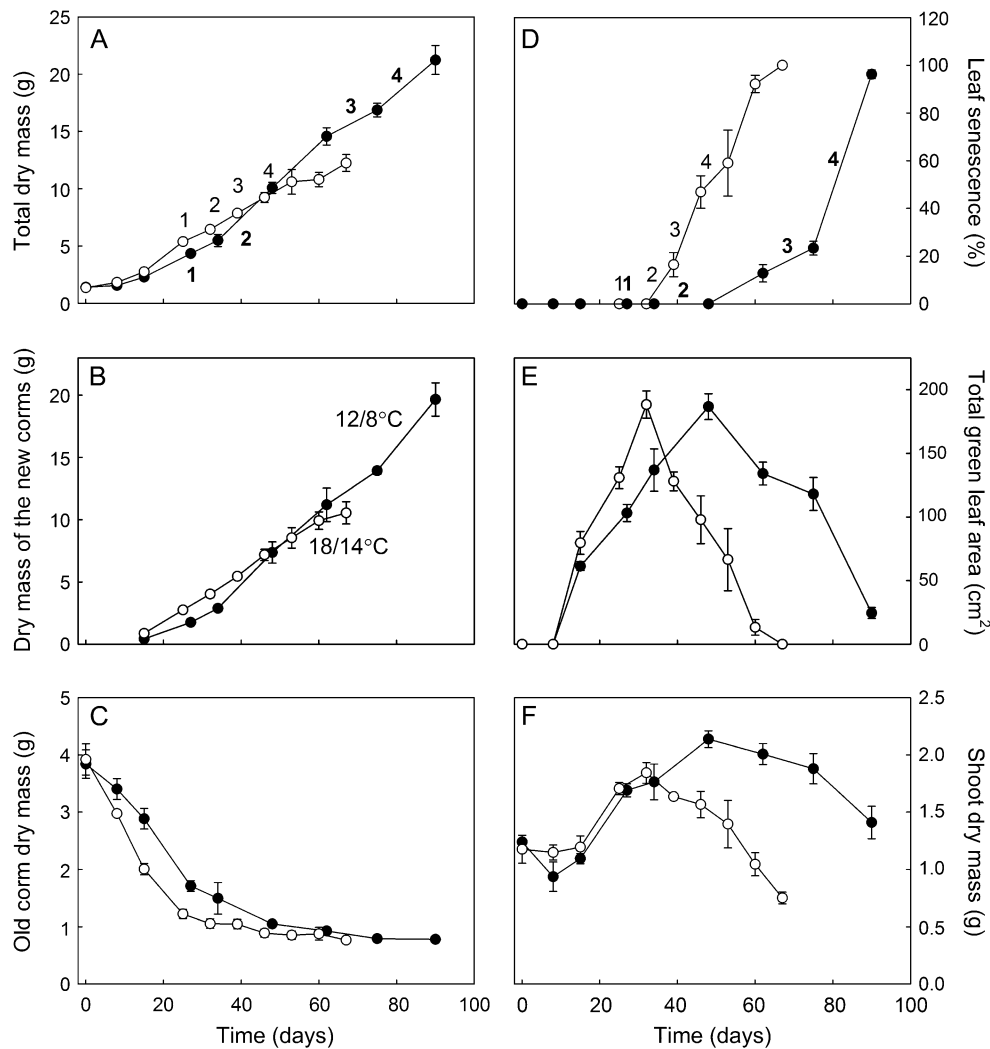 A
Total dry mass (g)
25
20
15
10
5
0
1
2
3
4
1
2
3
4
D
Leaf senescence (%)
120
100
80
60
40
20
0
11
2
3
4
2
3
4
B
Dry mass of the new corms (g)
20
15
10
5
0
12/8°C
18/14°C
E
Total green leaf area (cm²)
200
150
100
50
0
C
Old corm dry mass (g)
5
4
3
2
1
0
0 20 40 60 80 100
Time (days)
F
Shoot dry mass (g)
2.5
2.0
1.5
1.0
0.5
0.0
0 20 40 60 80 100
Time (days)